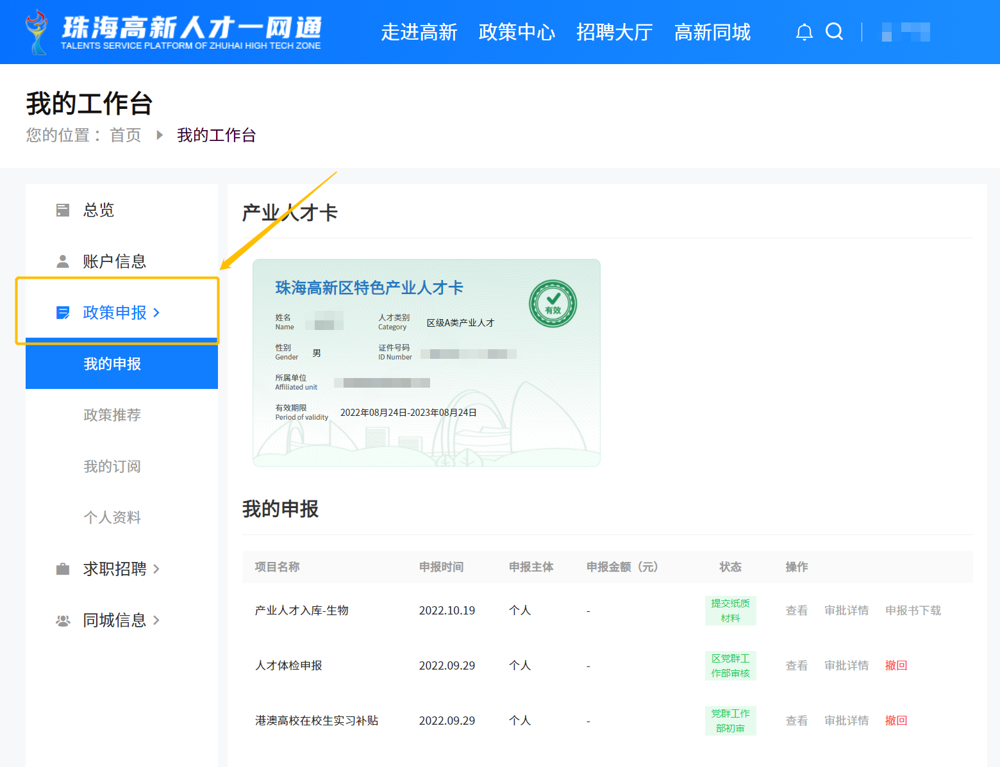 珠海高新人才一网通
TALENTS SERVICE PLATFORM OF ZHUHAI HIGH TECH ZONE
走进高新 政策中心 招聘大厅 高新同城
我的工作台
您的位置： 首页 我的工作台
总览
账户信息
政策申报
我的申报
政策推荐
我的订阅
个人资料
求职招聘
同城信息
产业人才卡
珠海高新区特色产业人才卡
有效
姓名
Name
人才类别
Category
区级A类产业人才
性别
Gender
男
证件号码
ID Number
所属单位
Affiliated unit
有效期限
Period of validity
2022年08月24日-2023年08月24日
我的申报
项目名称 申报时间 申报主体 申报金额（元） 状态 操作
产业人才入库-生物 2022.10.19 个人 - 提交纸质
材料 查看 审批详情 申报书下载
人才体检申报 2022.09.29 个人 - 区党群工
作部审核 查看 审批详情 撤回
港澳高校在校生实习补贴 2022.09.29 个人 - 党群工作
部初审 查看 审批详情 撤回